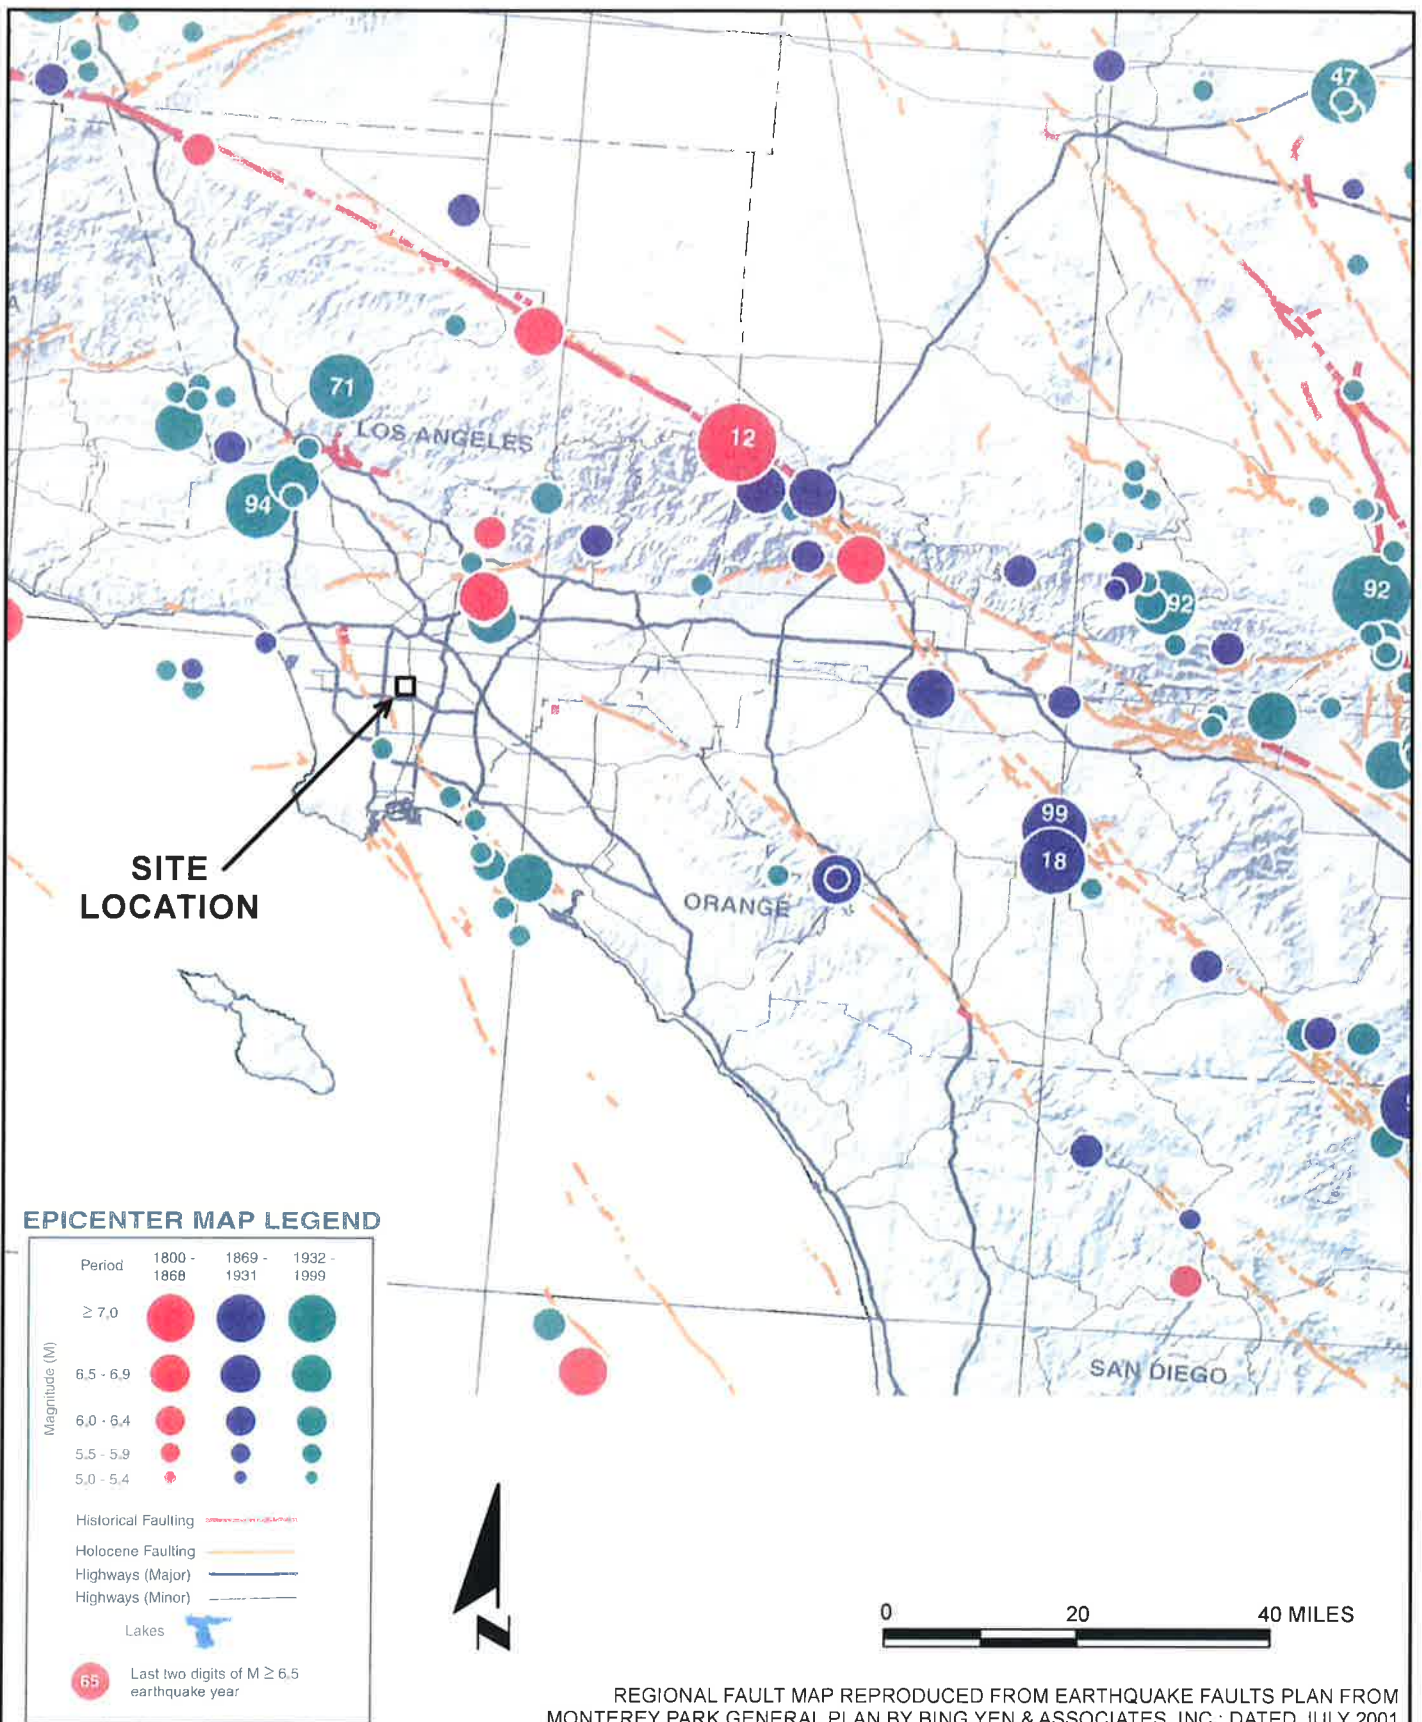 47
A
71
LOS ANGELES
12
94
92
92
99
18
SITE
LOCATION
ORANGE
EPICENTER MAP LEGEND
Period 1800 - 1868 1869 - 1931 1932 - 1999
Magnitude (M)
≥ 7.0
6.5 - 6.9
6.0 - 6.4
5.5 - 5.9
5.0 - 5.4
SAN DIEGO
Historical Faulting
Holocene Faulting
Highways (Major)
Highways (Minor)
Lakes
65 Last two digits of M ≥ 6.5
earthquake year
N
0 20 40 MILES
REGIONAL FAULT MAP REPRODUCED FROM EARTHQUAKE FAULTS PLAN FROM
MONTEREY PARK GENERAL PLAN BY BING YEN & ASSOCIATES, INC.; DATED JULY 2001